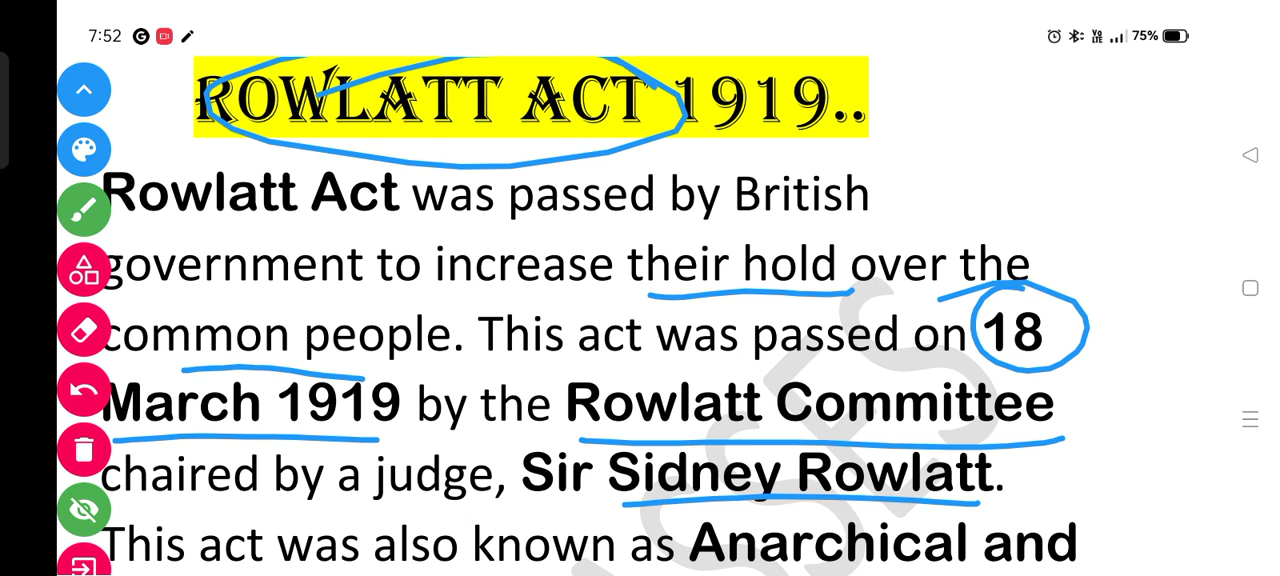 7:52
75%
ROWLATT ACT 1919..
Rowlatt Act was passed by British
government to increase their hold over the
common people. This act was passed on 18
March 1919 by the Rowlatt Committee
chaired by a judge, Sir Sidney Rowlatt.
This act was also known as Anarchical and